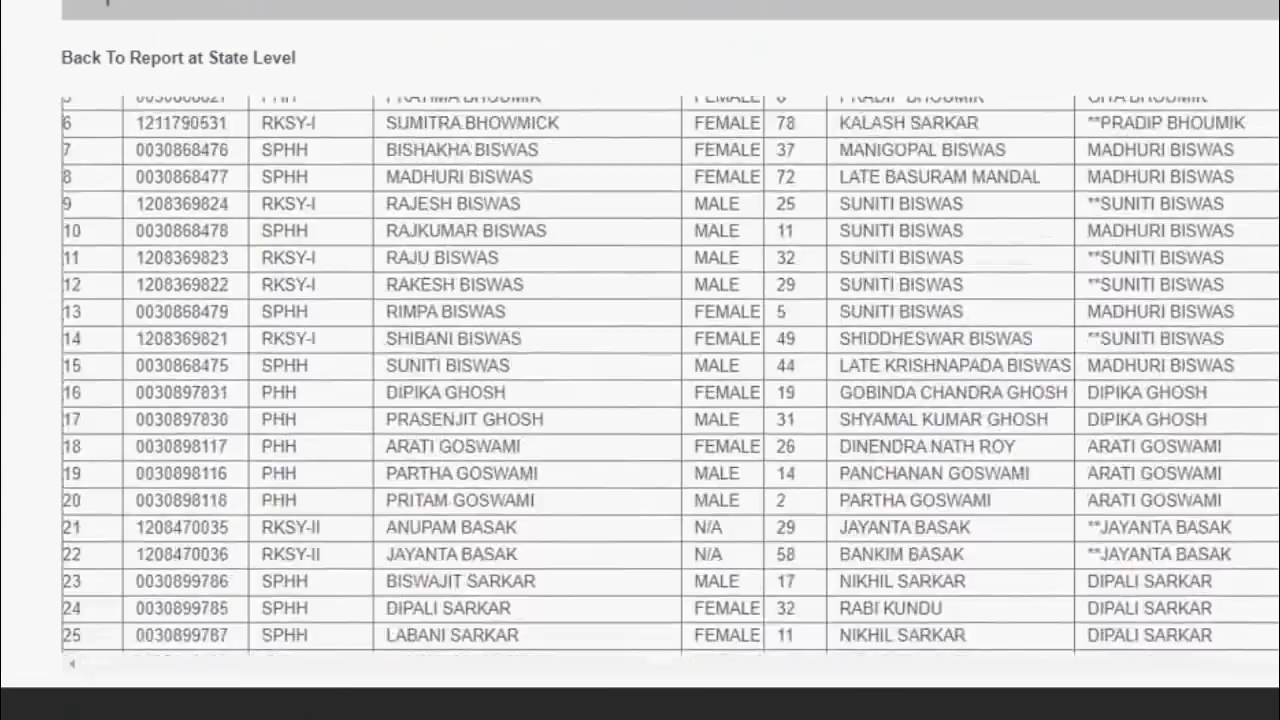 Back To Report at State Level
6 1211790531 RKSY-I SUMITRA BHOWMICK FEMALE 78 KALASH SARKAR **PRADIP BHOUMIK
7 0030868476 SPHH BISHAKHA BISWAS FEMALE 37 MANIGOPAL BISWAS MADHURI BISWAS
8 0030868477 SPHH MADHURI BISWAS FEMALE 72 LATE BASURAM MANDAL MADHURI BISWAS
9 1208369824 RKSY-I RAJESH BISWAS MALE 25 SUNITI BISWAS **SUNITI BISWAS
10 0030868478 SPHH RAJKUMAR BISWAS MALE 11 SUNITI BISWAS MADHURI BISWAS
11 1208369823 RKSY-I RAJU BISWAS MALE 32 SUNITI BISWAS **SUNITI BISWAS
12 1208369822 RKSY-I RAKESH BISWAS MALE 29 SUNITI BISWAS **SUNITI BISWAS
13 0030868479 SPHH RIMPA BISWAS FEMALE 5 SUNITI BISWAS MADHURI BISWAS
14 1208369821 RKSY-I SHIBANI BISWAS FEMALE 49 SHIDDHESWAR BISWAS **SUNITI BISWAS
15 0030868475 SPHH SUNITI BISWAS MALE 44 LATE KRISHNAPADA BISWAS MADHURI BISWAS
16 0030897831 PHH DIPIKA GHOSH FEMALE 19 GOBINDA CHANDRA GHOSH DIPIKA GHOSH
17 0030897830 PHH PRASENJIT GHOSH MALE 31 SHYAMAL KUMAR GHOSH DIPIKA GHOSH
18 0030898117 PHH ARATI GOSWAMI FEMALE 26 DINENDRA NATH ROY ARATI GOSWAMI
19 0030898116 PHH PARTHA GOSWAMI MALE 14 PANCHANAN GOSWAMI ARATI GOSWAMI
20 0030898118 PHH PRITAM GOSWAMI MALE 2 PARTHA GOSWAMI ARATI GOSWAMI
21 1208470035 RKSY-II ANUPAM BASAK N/A 29 JAYANTA BASAK **JAYANTA BASAK
22 1208470036 RKSY-II JAYANTA BASAK N/A 58 BANKIM BASAK **JAYANTA BASAK
23 0030899786 SPHH BISWAJIT SARKAR MALE 17 NIKHIL SARKAR DIPALI SARKAR
24 0030899785 SPHH DIPALI SARKAR FEMALE 32 RABI KUNDU DIPALI SARKAR
25 0030899787 SPHH LABANI SARKAR FEMALE 11 NIKHIL SARKAR DIPALI SARKAR